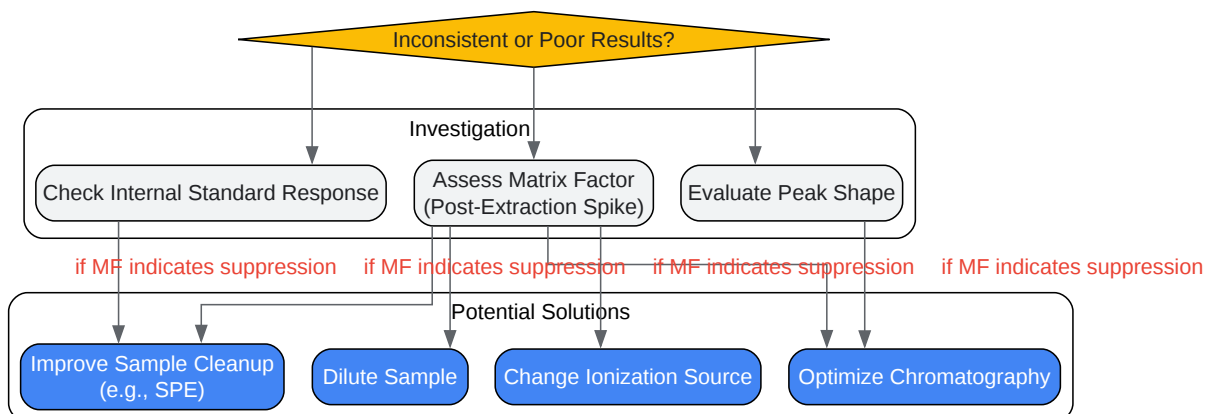 Inconsistent or Poor Results?
Investigation
Check Internal Standard Response
Assess Matrix Factor
(Post-Extraction Spike)
Evaluate Peak Shape
if MF indicates suppression
if MF indicates suppression
if MF indicates suppression
if MF indicates suppression
Potential Solutions
Improve Sample Cleanup
(e.g., SPE)
Dilute Sample
Change Ionization Source
Optimize Chromatography